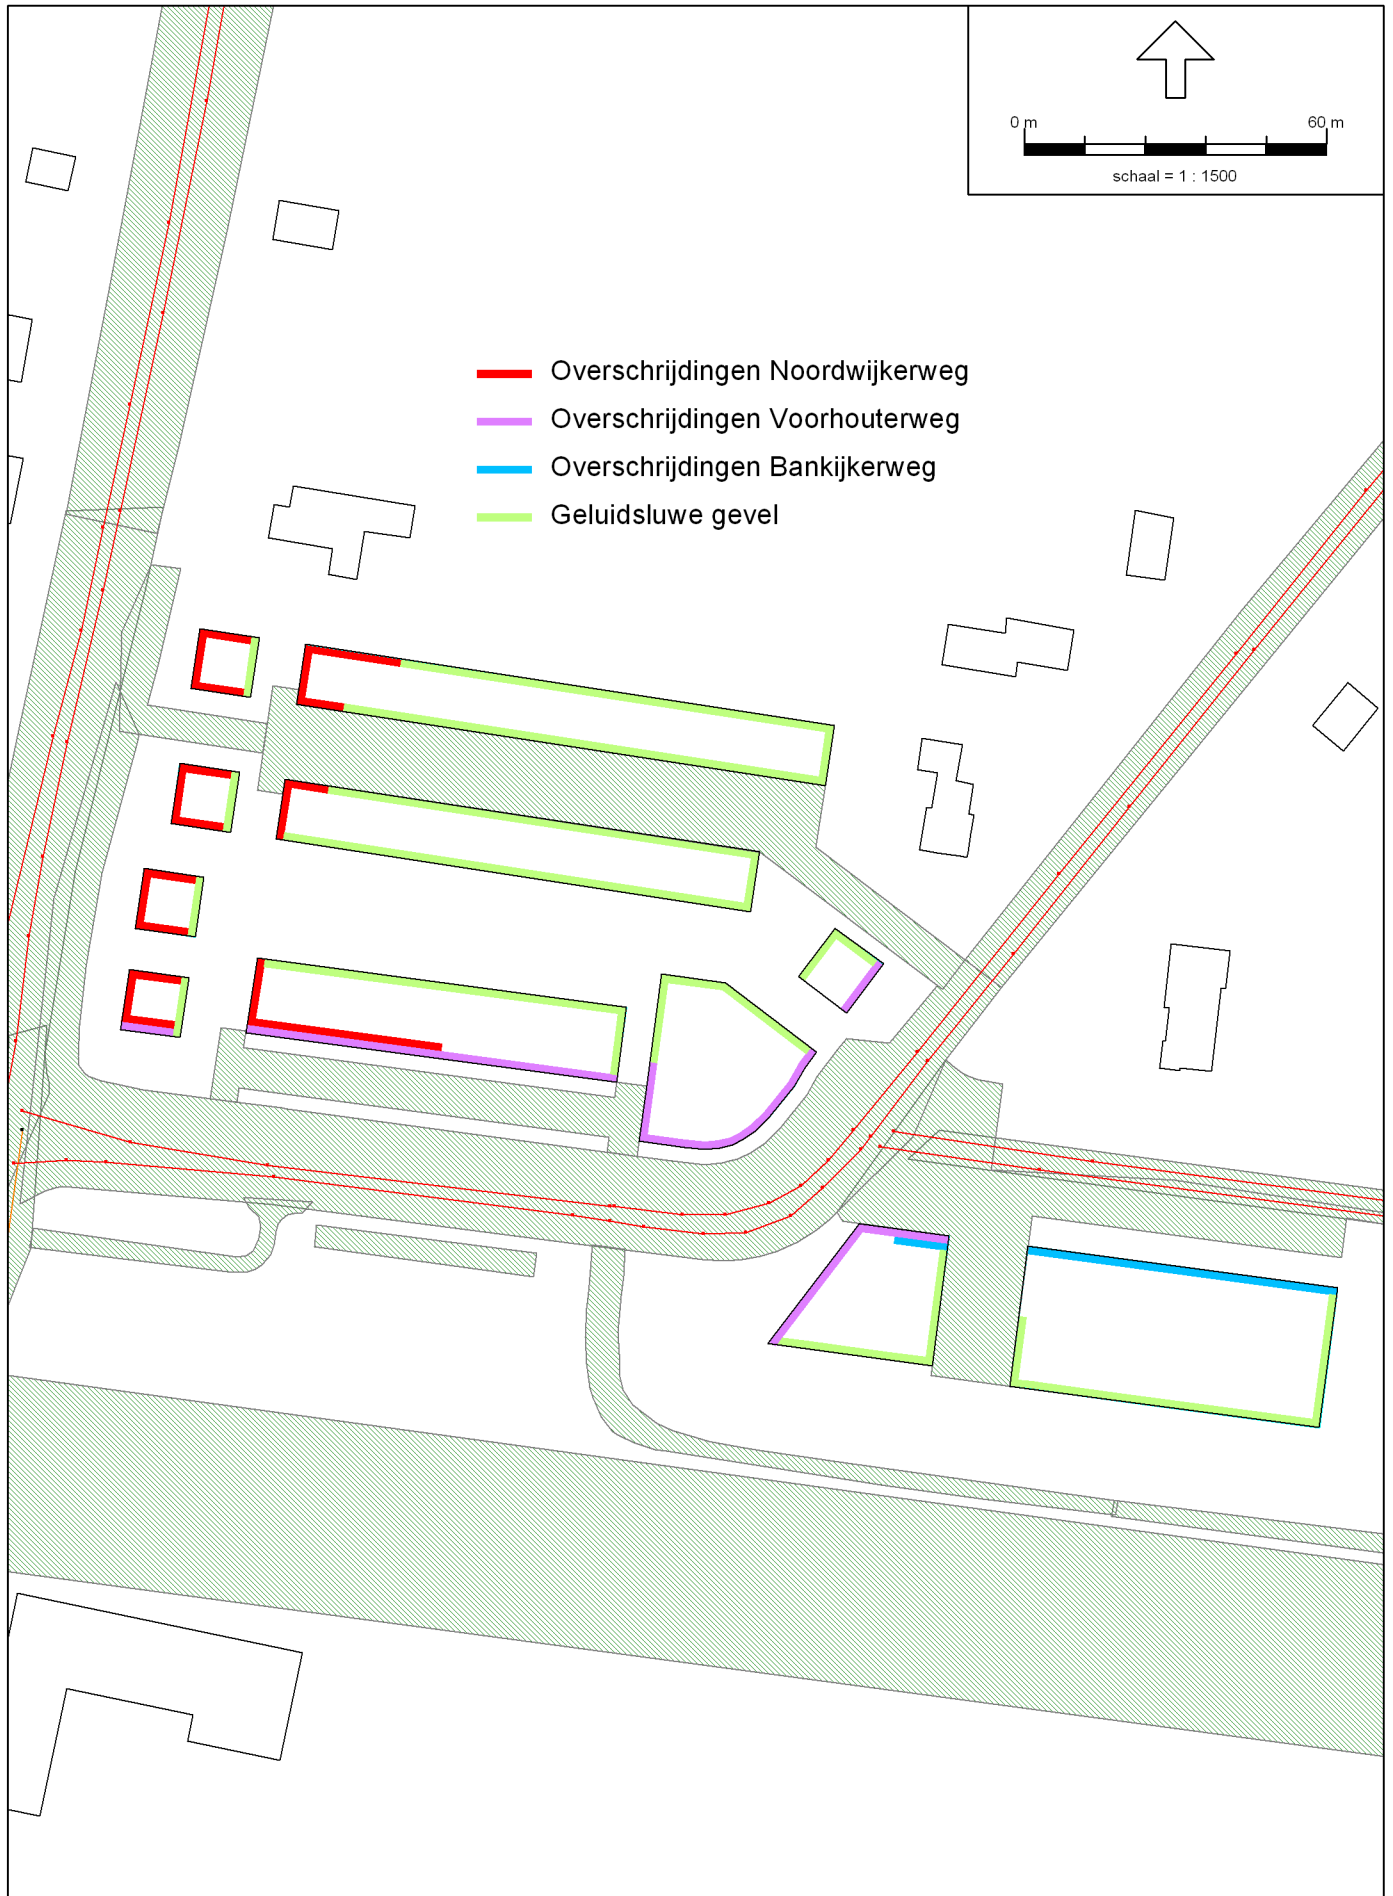 0 m 60 m
schaal = 1 : 1500
Overschrijdingen Noordwijkerweg
Overschrijdingen Voorhouterweg
Overschrijdingen Bankijkerweg
Geluidsluwe gevel